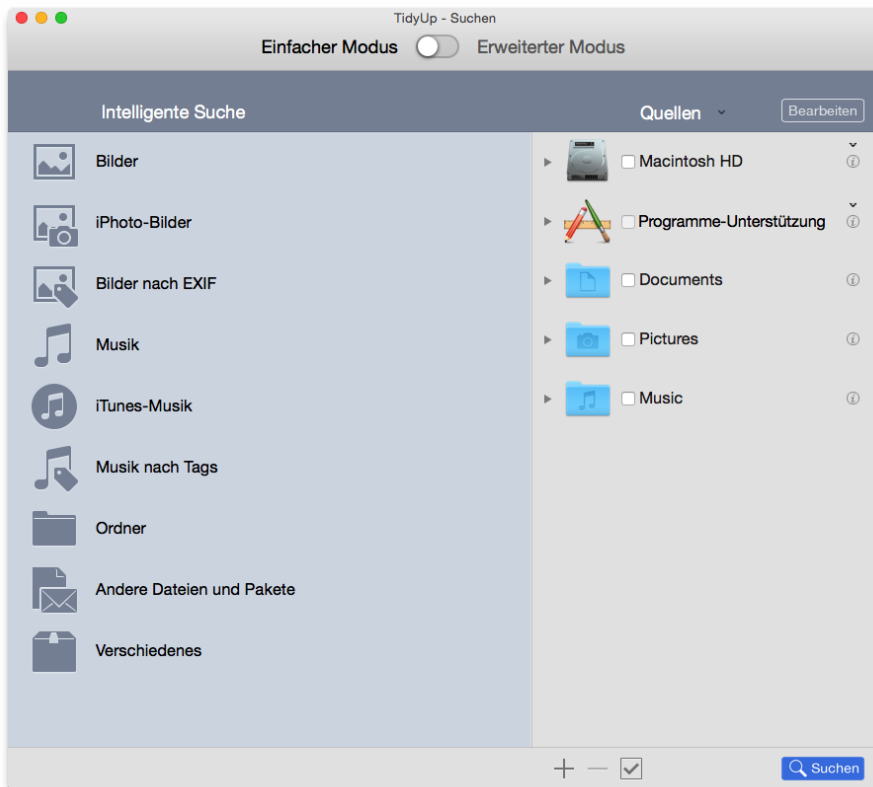 TidyUp - Suchen
Einfacher Modus Erweiterter Modus
Intelligente Suche
Quellen
Bearbeiten
Bilder
iPhoto-Bilder
Bilder nach EXIF
Musik
iTunes-Musik
Musik nach Tags
Ordner
Andere Dateien und Pakete
Verschiedenes
Macintosh HD
Programme-Unterstützung
Documents
Pictures
Music
Suchen